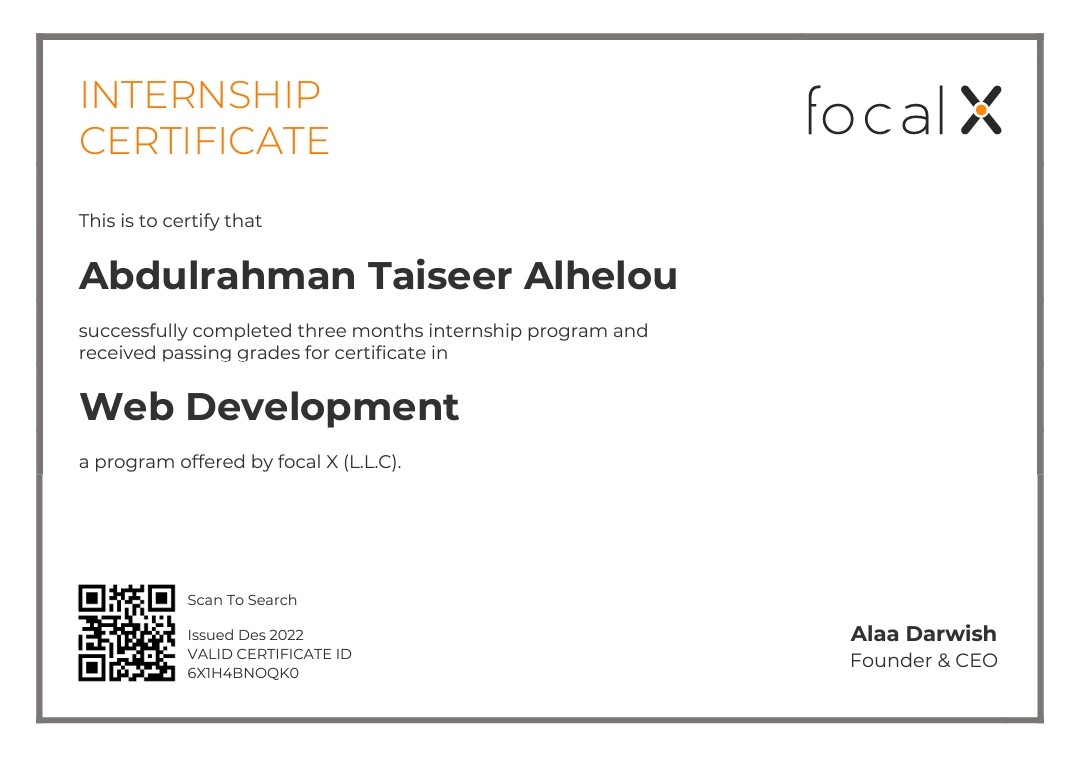 INTERNSHIP
CERTIFICATE
focal X
This is to certify that
Abdulrahman Taiseer Alhelou
successfully completed three months internship program and
received passing grades for certificate in
Web Development
a program offered by focal X (L.L.C).
Scan To Search
Issued Des 2022
VALID CERTIFICATE ID
6X1H4BNOQK0
Alaa Darwish
Founder & CEO